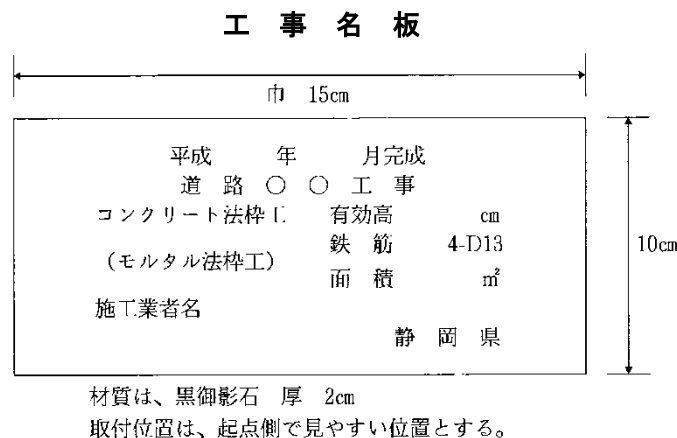 工事名板
巾 15cm
平成 年 月完成
道路○○工事
コンクリート法枠工 有効高 cm
鉄筋 4-D13
(モルタル法枠工)
面積 ㎡
施工業者名
静岡県
10cm
材質は、黒御影石 厚 2cm
取付位置は、起点側で見やすい位置とする。